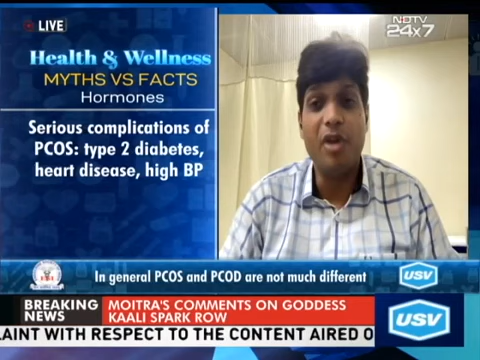 LIVE
Health & Wellness
MYTHS VS FACTS
Hormones
Serious complications of
PCOS: type 2 diabetes,
heart disease, high BP
NDTV
24x7
In general PCOS and PCOD are not much different
USV
BREAKING
NEWS
MOITRA'S COMMENTS ON GODDESS
KAALI SPARK ROW
LAINT WITH RESPECT TO THE CONTENT AIRED O
USV